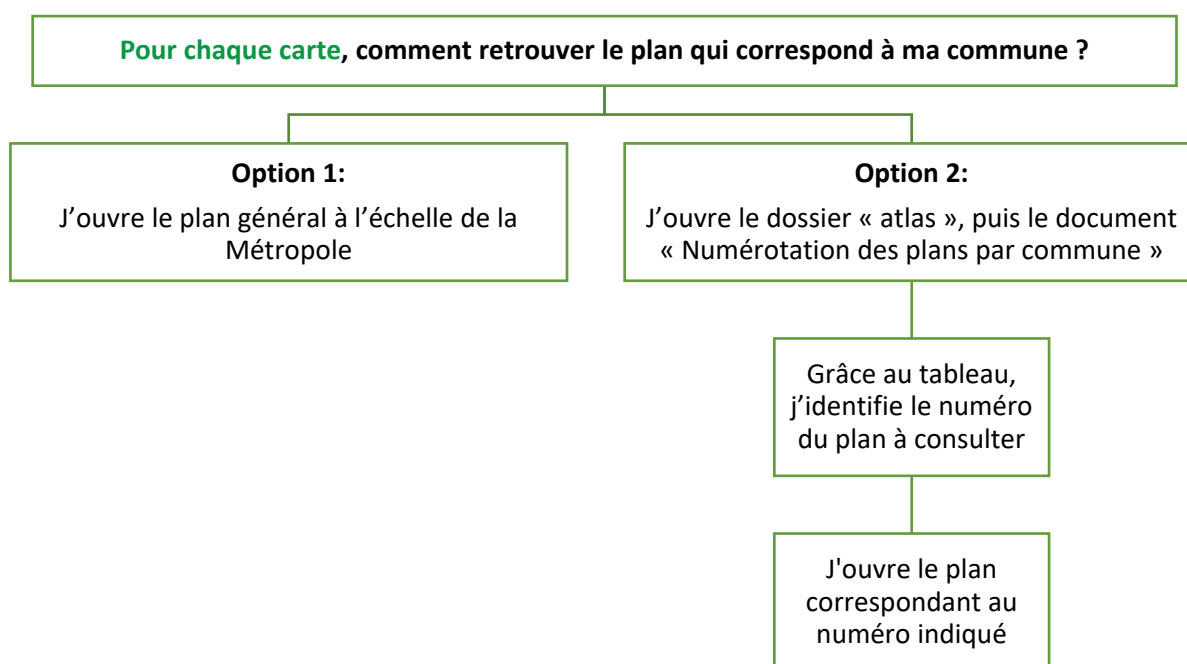 Pour chaque carte, comment retrouver le plan qui correspond à ma commune ?
Option 1:
J’ouvre le plan général à l’échelle de la
Métropole
Option 2:
J’ouvre le dossier « atlas », puis le document
« Numérotation des plans par commune »
Grâce au tableau,
j’identifie le numéro
du plan à consulter
J'ouvre le plan
correspondant au
numéro indiqué